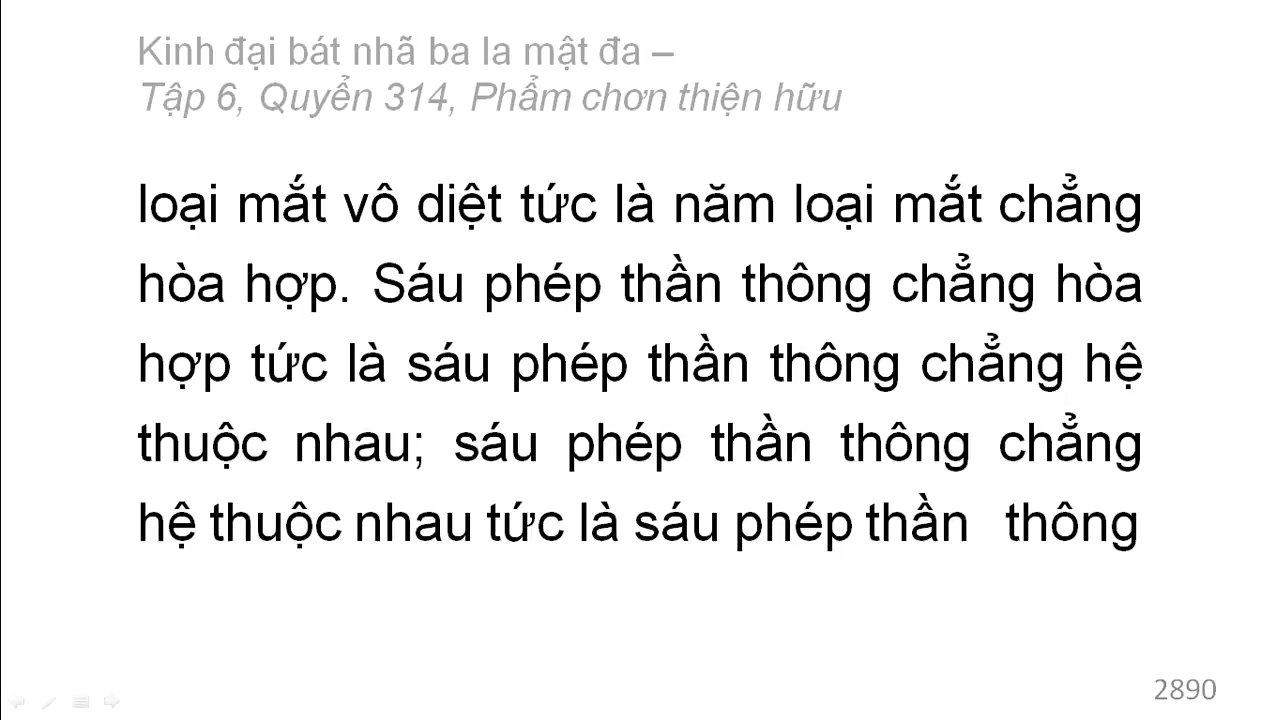 Kinh đại bát nhã ba la mật đa –
Tập 6, Quyển 314, Phẩm chơn thiện hữu
loại mắt vô diệt tức là năm loại mắt chẳng
hòa hợp. Sáu phép thần thông chẳng hòa
hợp tức là sáu phép thần thông chẳng hệ
thuộc nhau; sáu phép thần thông chẳng
hệ thuộc nhau tức là sáu phép thần thông
2890